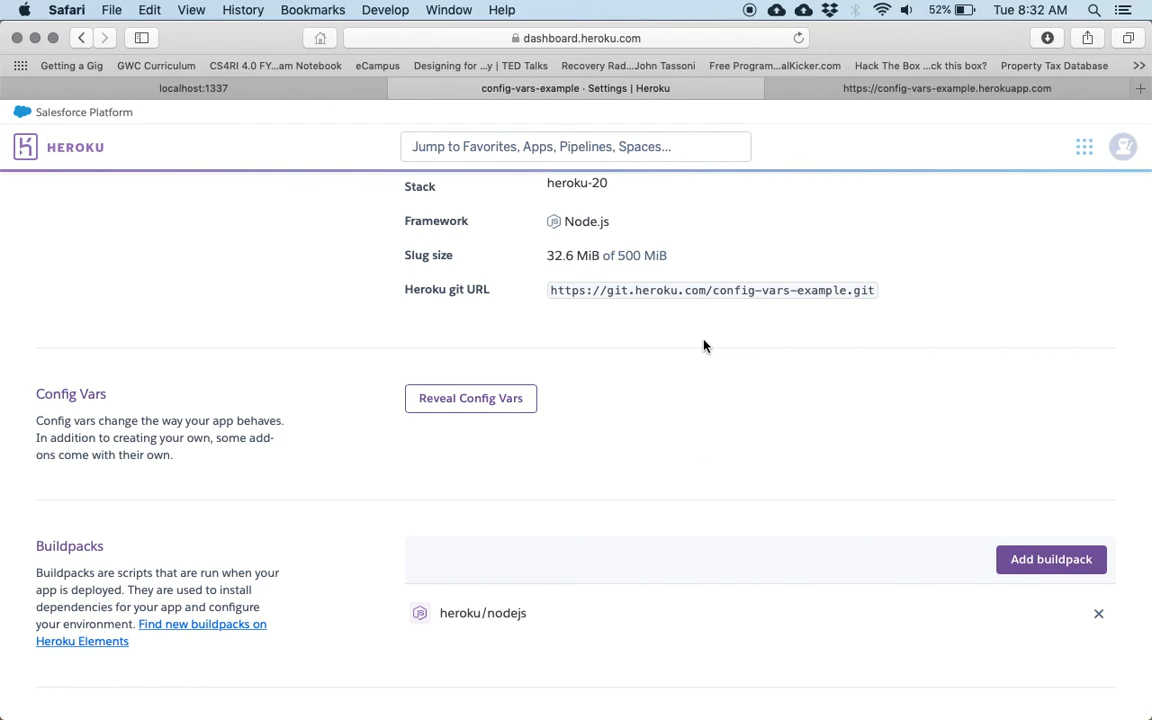 Safari File Edit View History Bookmarks Develop Window Help 52% Tue 8:32 AM
dashboard.heroku.com
Getting a Gig GWC Curriculum CS4RI 4.0 FY...am Notebook eCampus Designing for ...y | TED Talks Recovery Rad...John Tassoni Free Program...alKicker.com Hack The Box ...ck this box? Property Tax Database >>
localhost:1337 config-vars-example · Settings | Heroku https://config-vars-example.herokuapp.com +
Salesforce Platform
HEROKU Jump to Favorites, Apps, Pipelines, Spaces...
Stack heroku-20
Framework Node.js
Slug size 32.6 MiB of 500 MiB
Heroku git URL https://git.heroku.com/config-vars-example.git
Config Vars
Reveal Config Vars
Config vars change the way your app behaves.
In addition to creating your own, some add-
ons come with their own.
Buildpacks
Add buildpack
Buildpacks are scripts that are run when your
app is deployed. They are used to install
dependencies for your app and configure
your environment. Find new buildpacks on
Heroku Elements
heroku/nodejs